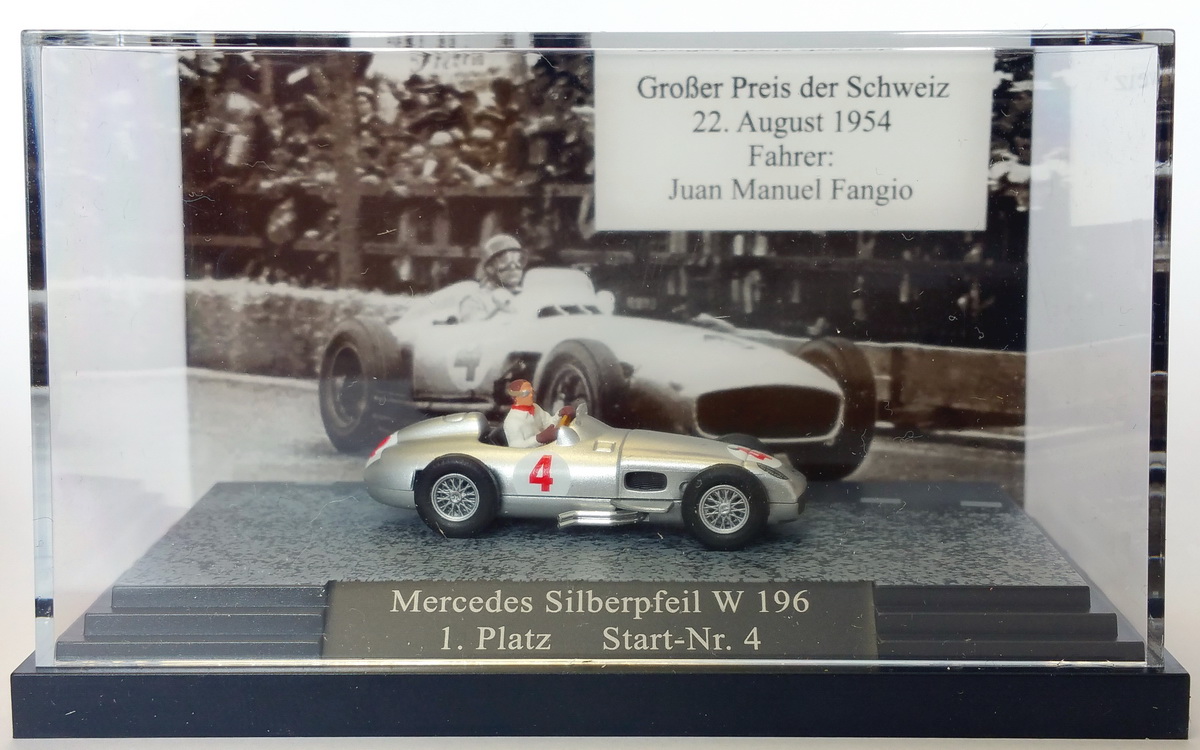 Großer Preis der Schweiz
22. August 1954
Fahrer:
Juan Manuel Fangio
4
4
Mercedes Silberpfeil W 196
1. Platz Start-Nr. 4